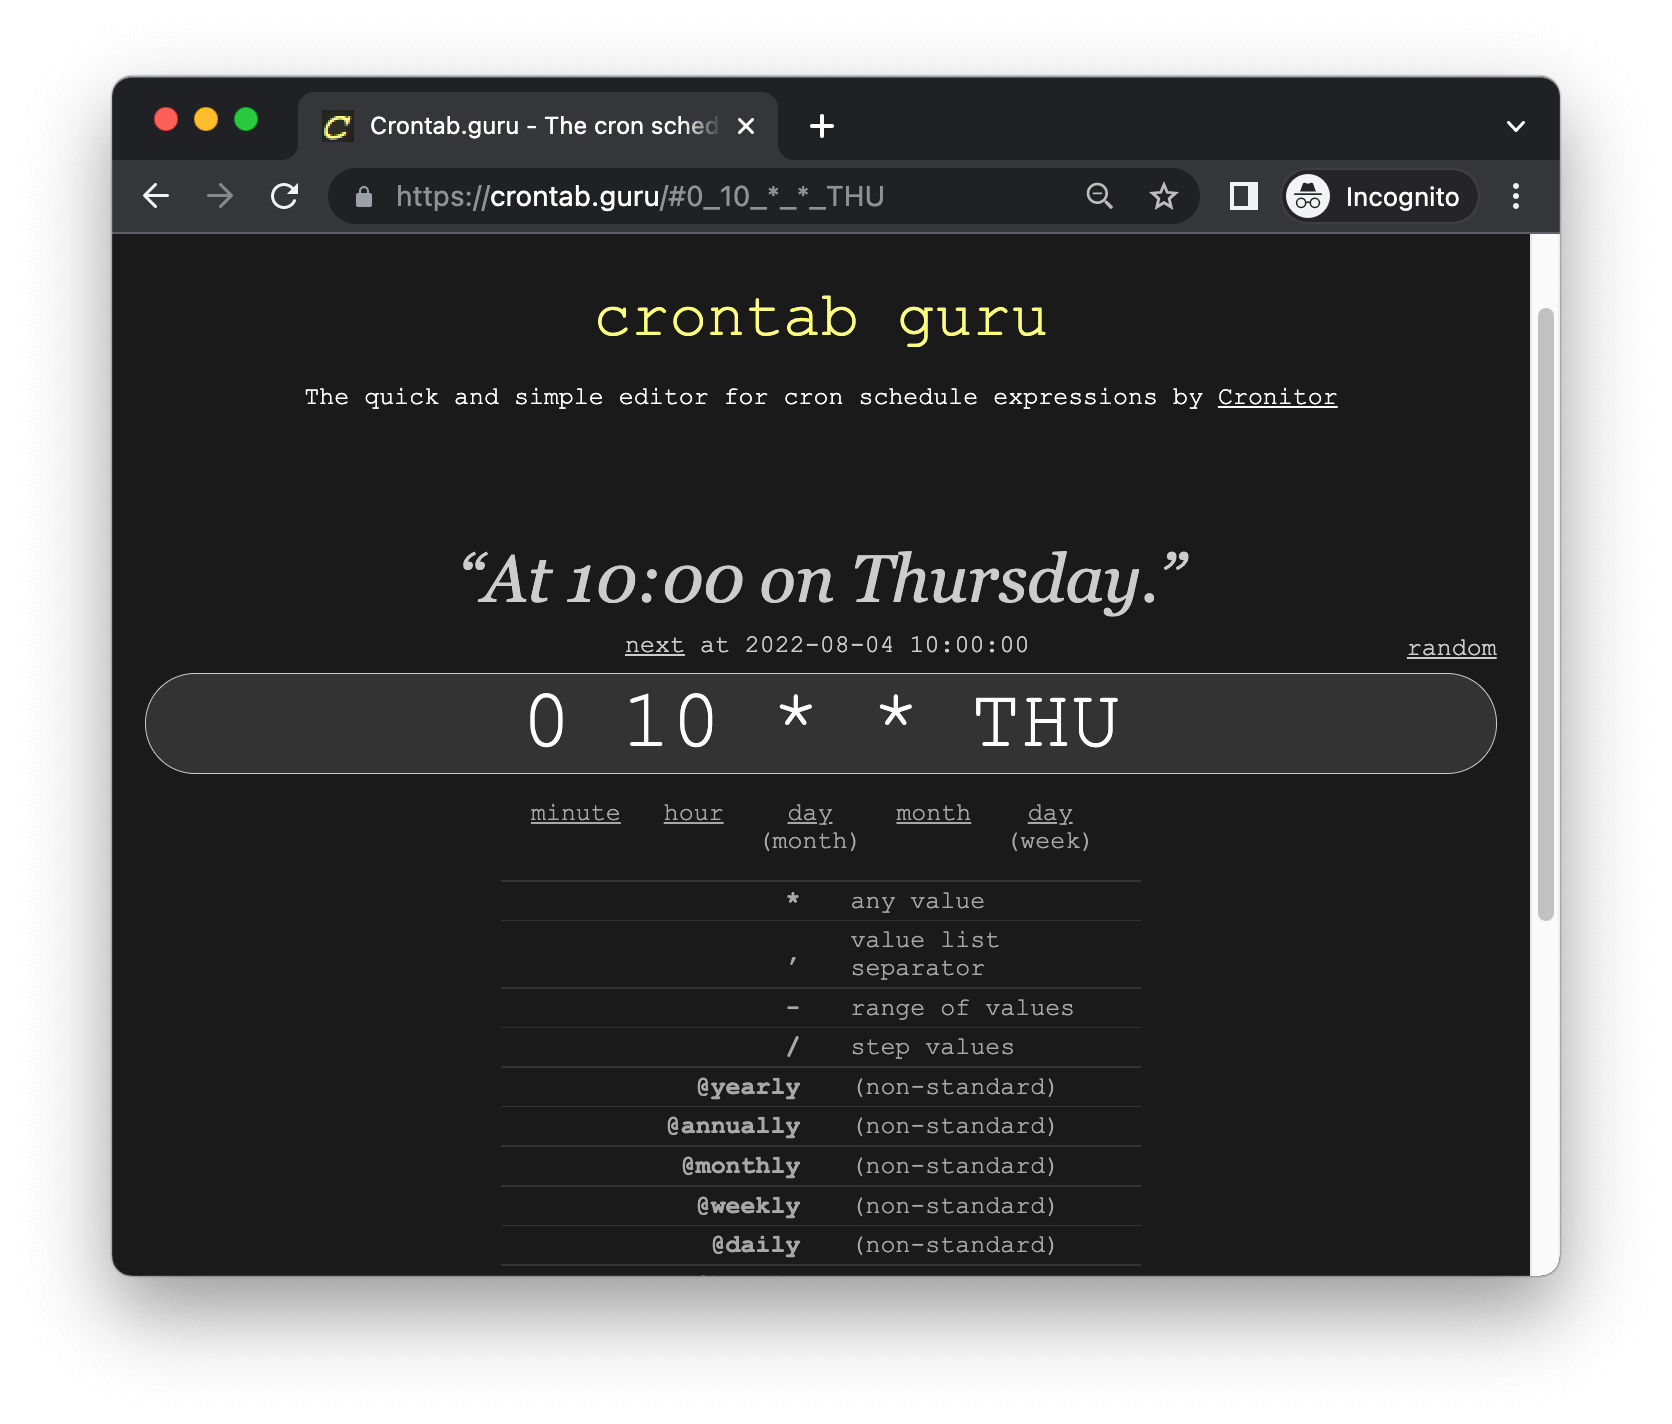 Crontab.guru - The cron sched
https://crontab.guru/#0_10_*_*_THU
Incognito
crontab guru
The quick and simple editor for cron schedule expressions by Cronitor
“At 10:00 on Thursday.”
next at 2022-08-04 10:00:00
random
0 10 * * THU
minute hour day month day
(month) (week)
* any value
, value list
separator
- range of values
/ step values
@yearly (non-standard)
@annually (non-standard)
@monthly (non-standard)
@weekly (non-standard)
@daily (non-standard)